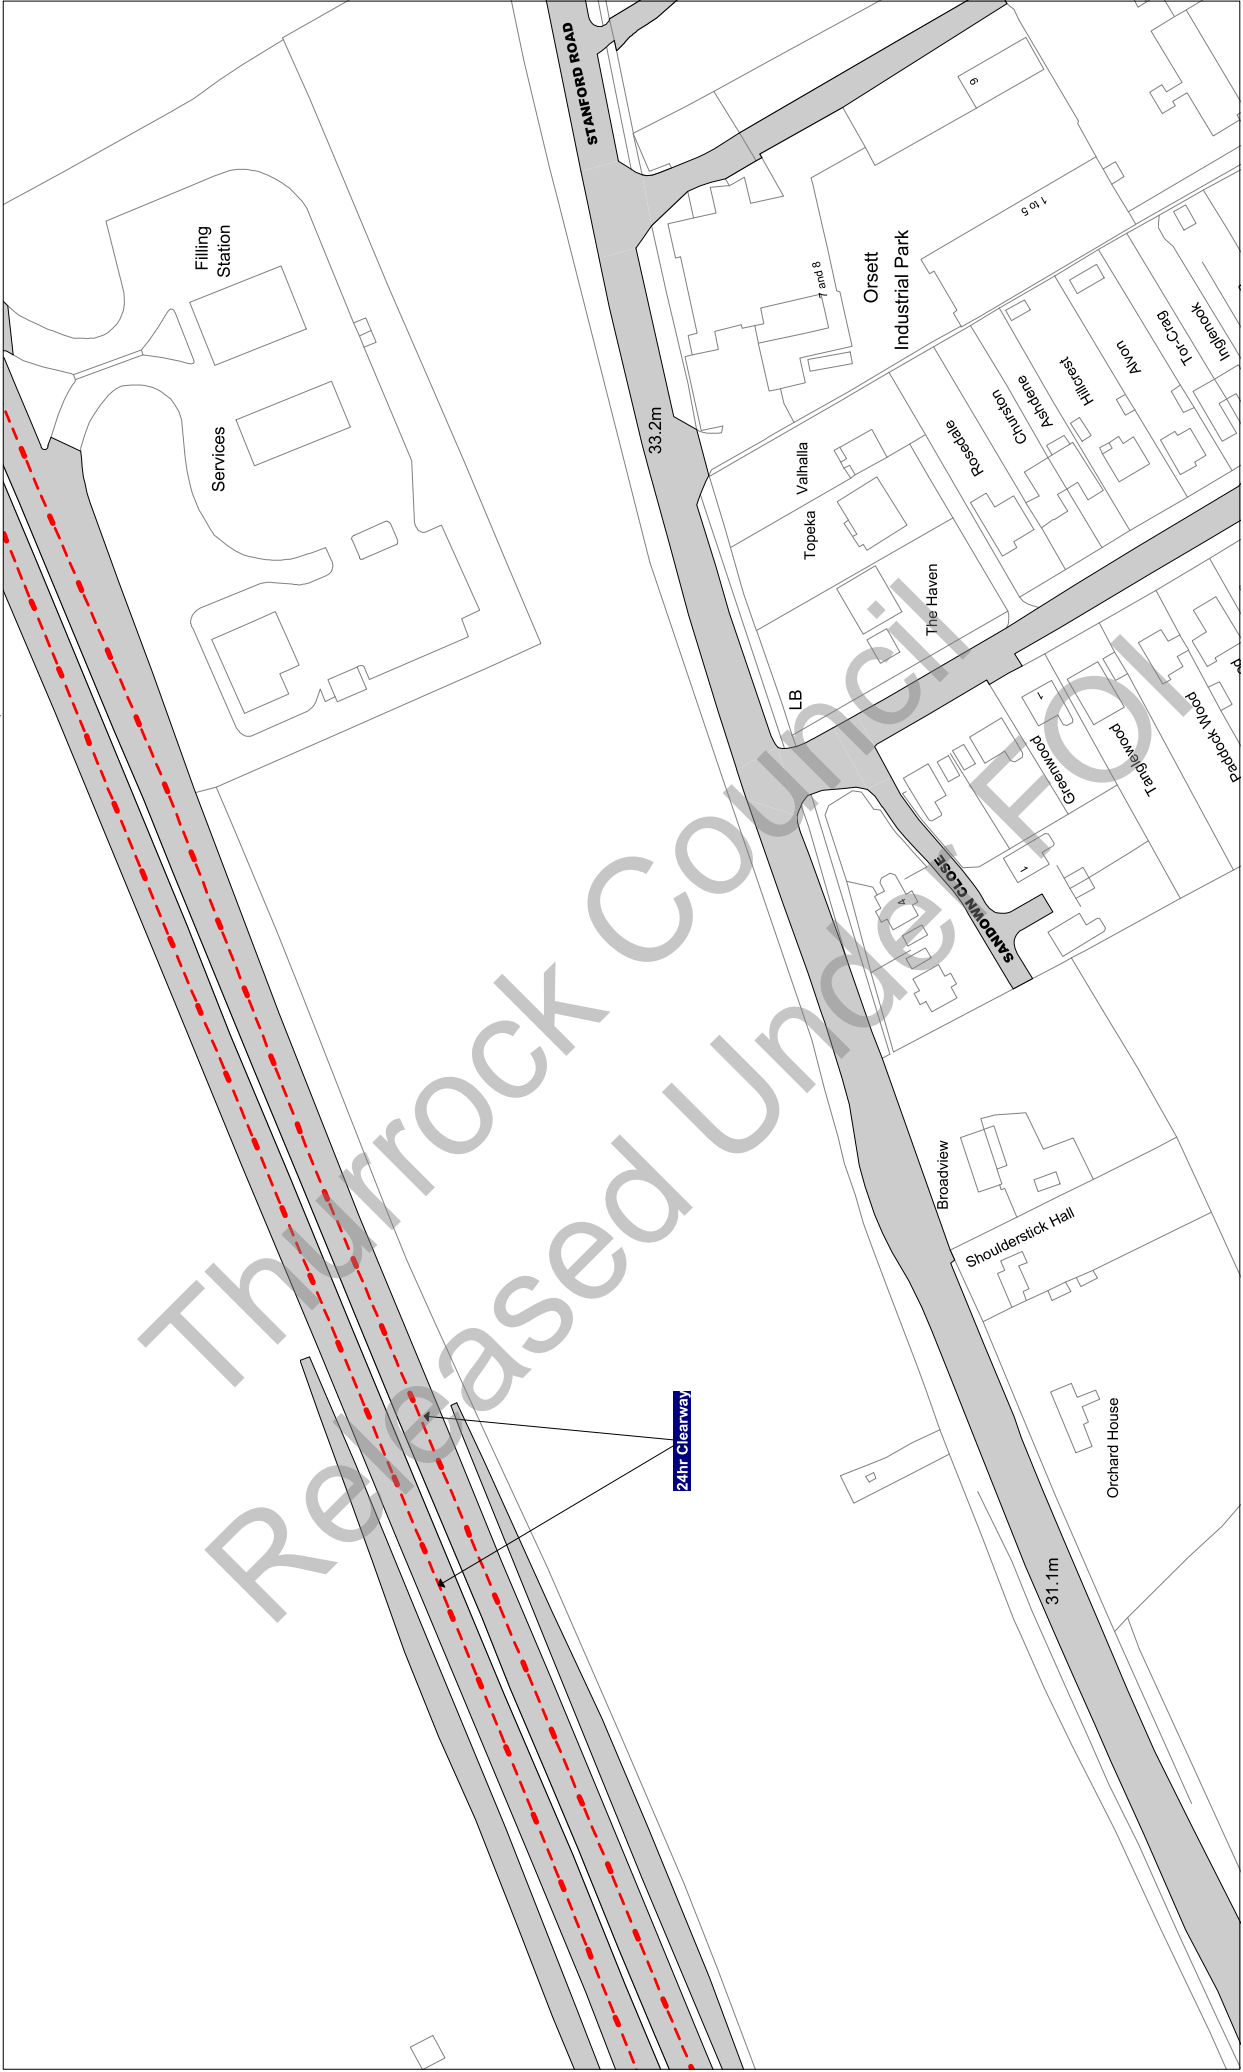 STANFORD ROAD
Filling
Station
Services
9
1 to 5
7 and 8
Orsett
Industrial Park
33.2m
Valhalla
Topeka
The Haven
Rosedale
Churston
Ashdene
Hillcrest
Alvon
Tor-Crag
Inglenook
LB
1
Greenwood
Tanglewood
Paddock Wood
SANDOWN CLOSE
1
4
Broadview
Shoulderstick Hall
24hr Clearway
Orchard House
31.1m
Thurrock Council
Released Under FOI